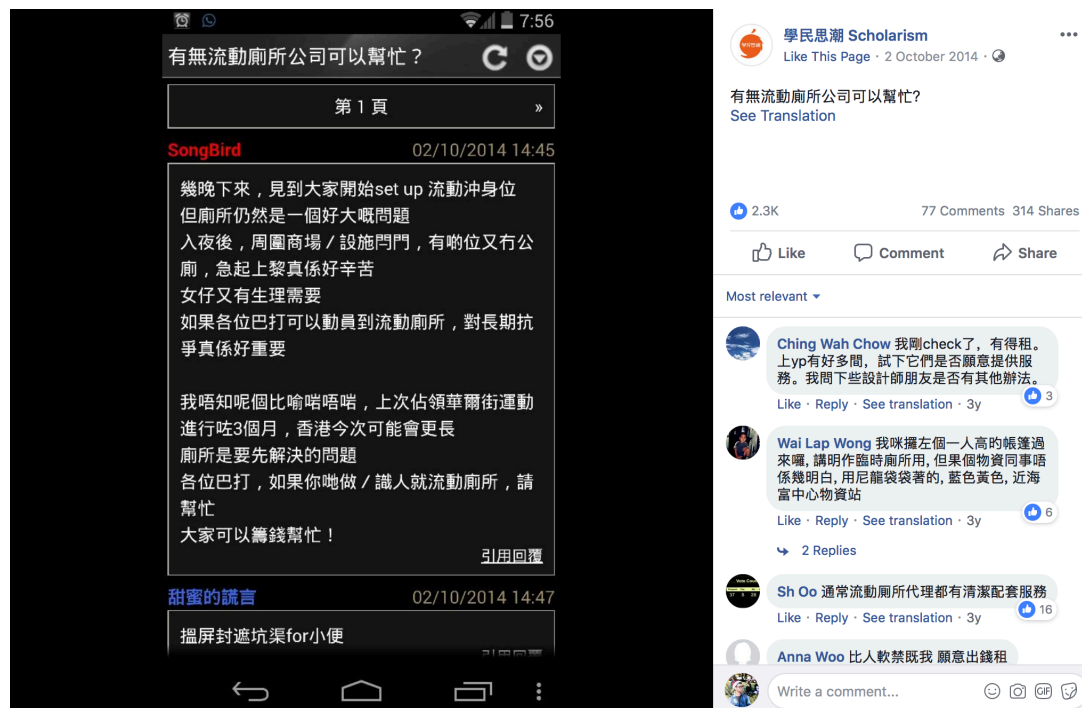 7:56
有無流動廁所公司可以幫忙？
第 1 頁 »
SongBird 02/10/2014 14:45
幾晚下來，見到大家開始set up 流動沖身位
但廁所仍然是一個好大嘅問題
入夜後，周圍商場／設施閂門，有啲位又冇公
廁，急起上黎真係好辛苦
女仔又有生理需要
如果各位巴打可以動員到流動廁所，對長期抗
爭真係好重要
我唔知呢個比喻啱唔啱，上次佔領華爾街運動
進行咗3個月，香港今次可能會更長
廁所是要先解決的問題
各位巴打，如果你哋做／識人就流動廁所，請
幫忙
大家可以籌錢幫忙！
引用回覆
甜蜜的謊言 02/10/2014 14:47
搵屏封遮坑渠for小便
引用回覆
學民思潮 Scholarism
Like This Page · 2 October 2014 ·
有無流動廁所公司可以幫忙?
See Translation
2.3K 77 Comments 314 Shares
Like Comment Share
Most relevant
Ching Wah Chow 我剛check了，有得租。
上yp有好多間，試下它們是否願意提供服
務。我問下些設計師朋友是否有其他辦法。
3
Like · Reply · See translation · 3y
Wai Lap Wong 我咪攞左個一人高旳帳篷過
來囉, 講明作臨時廁所用, 但果個物資同事唔
係幾明白, 用尼龍袋袋著的, 藍色黃色, 近海
富中心物資站
6
Like · Reply · See translation · 3y
2 Replies
Sh Oo 通常流動廁所代理都有清潔配套服務
16
Like · Reply · See translation · 3y
Anna Woo 比人軟禁既我 願意出錢租
Write a comment...
GIF